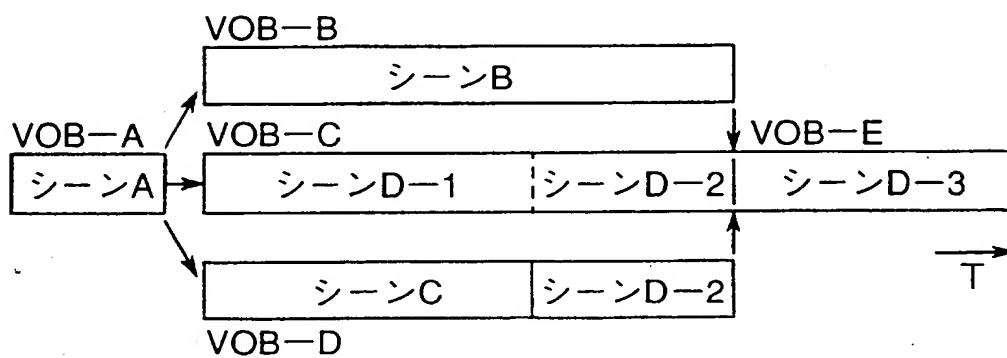 VOB—B
シーンB
VOB—A
VOB—C
VOB—E
シーンA
シーンD—1
シーンD—2
シーンD—3
T
シーンC
シーンD—2
VOB—D